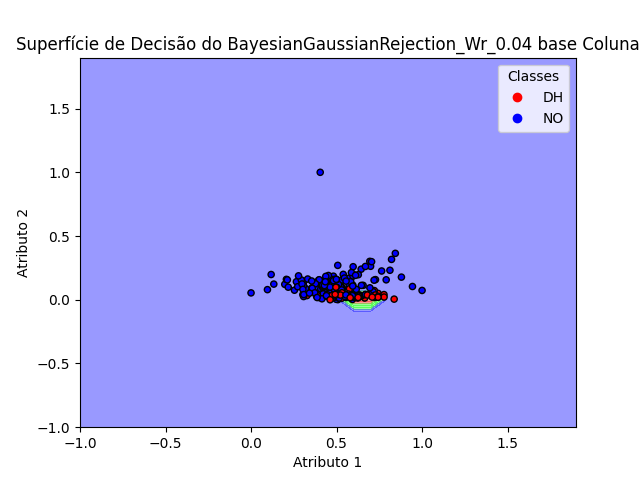 Superfície de Decisão do BayesianGaussianRejection_Wr_0.04 base Coluna
Classes
DH
NO
1.5
1.0
0.5
0.0
−0.5
−1.0
Atributo 2
−1.0 −0.5 0.0 0.5 1.0 1.5
Atributo 1